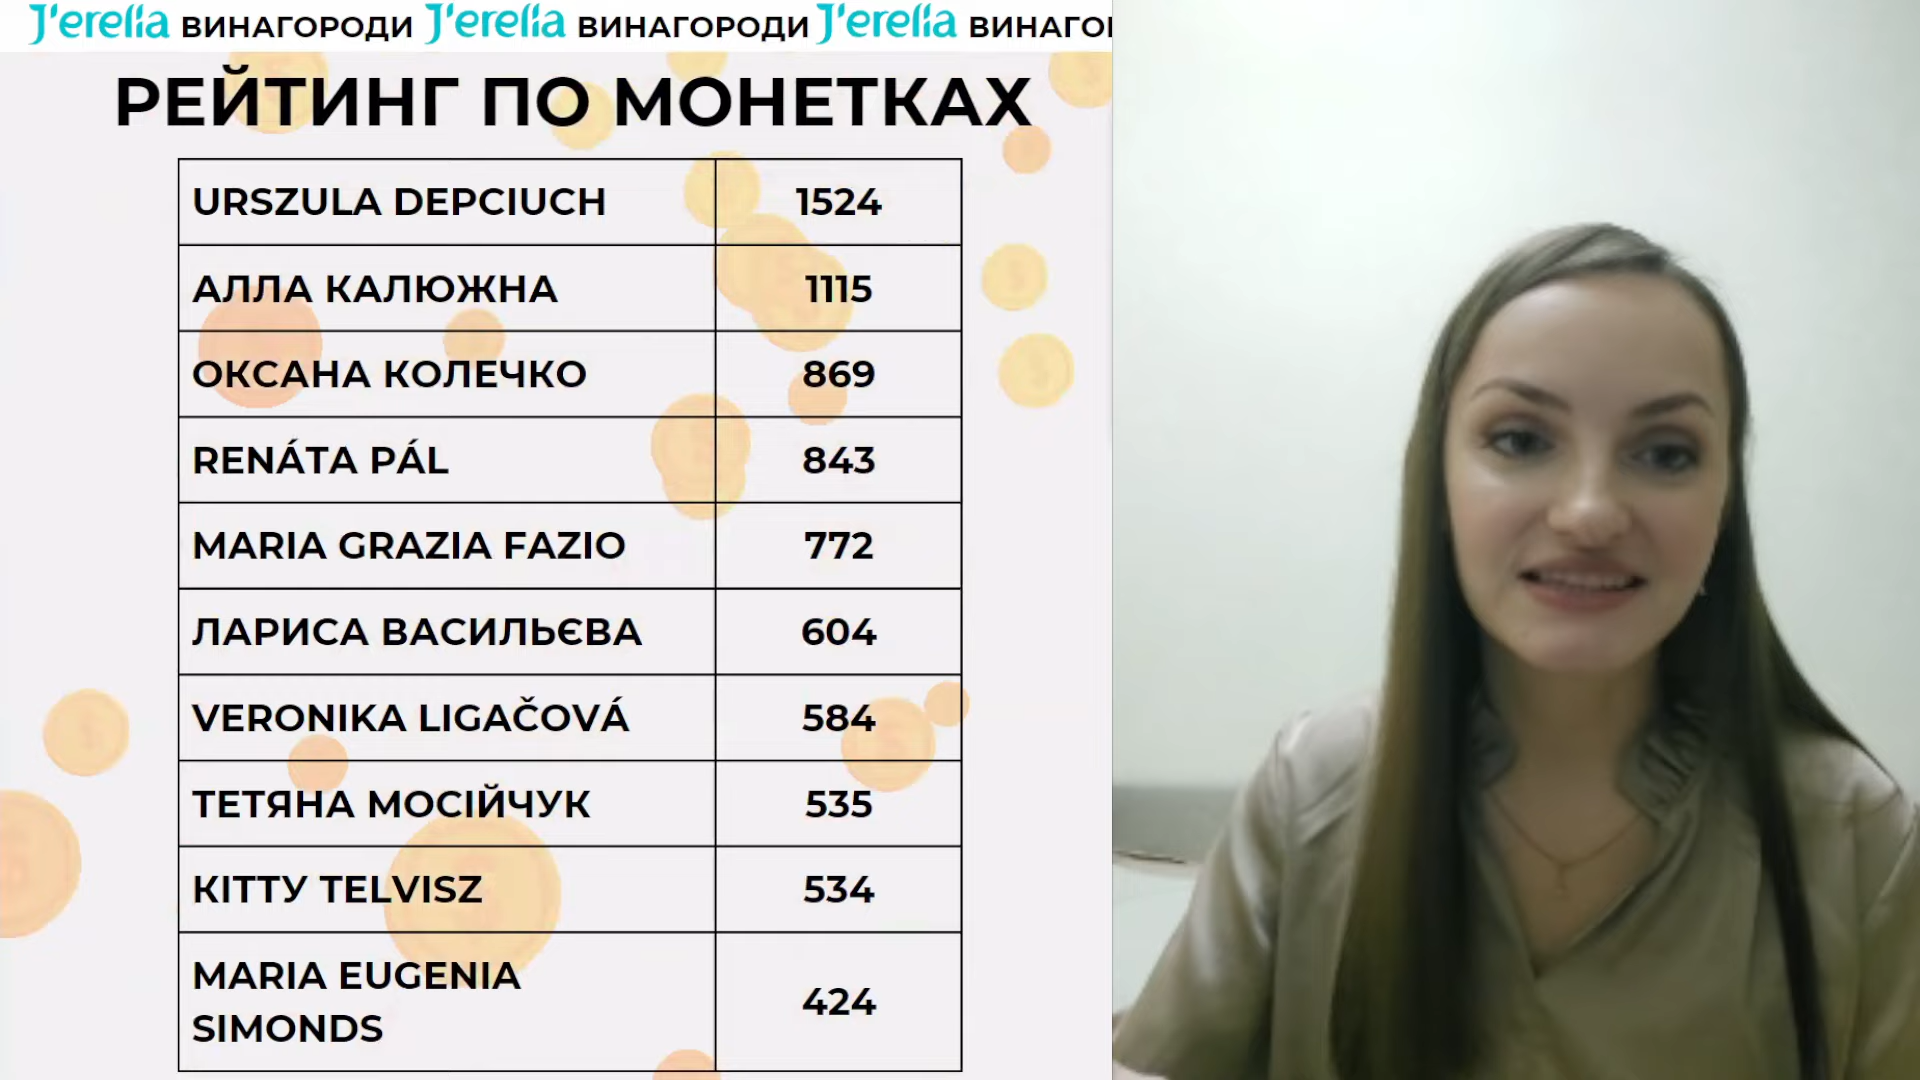 J'erelia ВИНАГОРОДИ J'erelia ВИНАГОРОДИ J'erelia ВИНАГО
РЕЙТИНГ ПО МОНЕТКАХ
URSZULA DEPCIUCH 1524
АЛЛА КАЛЮЖНА 1115
ОКСАНА КОЛЕЧКО 869
RENÁTA PÁL 843
MARIA GRAZIA FAZIO 772
ЛАРИСА ВАСИЛЬЄВА 604
VERONIKA LIGAČOVÁ 584
ТЕТЯНА МОСІЙЧУК 535
КІТТУ TELVISZ 534
MARIA EUGENIA
SIMONDS 424